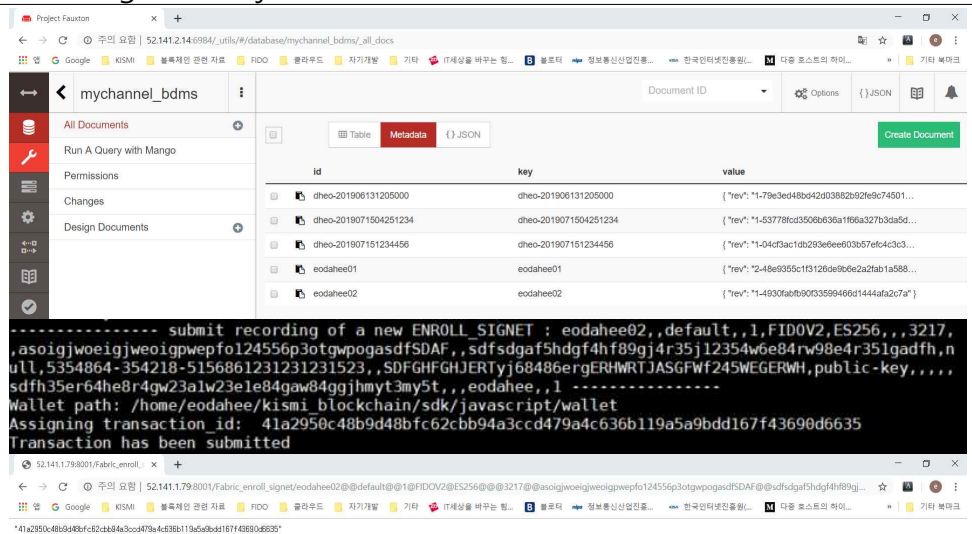 Project Fauxton
주의 요함 | 52.141.2.14:6984/_utils/#/database/mychannel_bdms/_all_docs
앱 Google KISMI 블록체인 관련 자료 FIDO 클라우드 자기개발 기타 IT세상을 바꾸는 힘... 블로터 정보통신산업진흥... 한국인터넷진흥원(... 다중 호스트의 하이... » 기타 북마크
mychannel_bdms Document ID Options {} JSON
All Documents
Table Metadata {} JSON Create Document
Run A Query with Mango
Permissions
Changes
Design Documents
id key value
dheo-201906131205000 dheo-201906131205000 { "rev": "1-79e3ed48bd42d03882b92fe9c74501...
dheo-2019071504251234 dheo-2019071504251234 { "rev": "1-53778fcd3506b636a1f66a327b3da5d...
dheo-201907151234456 dheo-201907151234456 { "rev": "1-04cf3ac1db293e6ee603b57efc4c3c3...
eodahee01 eodahee01 { "rev": "2-48e9355c1f3126de9b6e2a2fab1a588...
eodahee02 eodahee02 { "rev": "1-4930fabfb90f33599466d1444afa2c7a" }
---------------- submit recording of a new ENROLL_SIGNET : eodahee02,,default,,1,FIDOV2,ES256,,,3217,
,asoigjwoeigjweoigpwepfo124556p3otgwpogasdfSDAF,,sdfsdgaf5hdgf4hf89gj4r35j12354w6e84rw98e4r351gadfh,n
ull,5354864-354218-5156861231231231523,,SDFGHFGHJERTyj68486ergERHWRTJASGFWf245WEGERWH,public-key,,,,,
sdfh35er64he8r4gw23a1w23e1e84gaw84ggjhmyt3my5t,,,eodahee,,1 ----------------
Wallet path: /home/eodahee/kismi_blockchain/sdk/javascript/wallet
Assigning transaction_id: 41a2950c48b9d48bfc62cbb94a3ccd479a4c636b119a5a9bdd167f43690d6635
Transaction has been submitted
52.141.1.79:8001/Fabric_enroll_
주의 요함 | 52.141.1.79:8001/Fabric_enroll_signet/eodahee02@@default@@1@FIDOV2@ES256@@@3217@@asoigjwoeigjweoigpwepfo124556p3otgwpogasdfSDAF@@sdfsdgaf5hdgf4hf89gj...
앱 Google KISMI 블록체인 관련 자료 FIDO 클라우드 자기개발 기타 IT세상을 바꾸는 힘... 블로터 정보통신산업진흥... 한국인터넷진흥원(... 다중 호스트의 하이... » 기타 북마크
"41a2950c48b9d48bfc62cbb94a3ccd479a4c636b119a5a9bdd167f43690d6635"